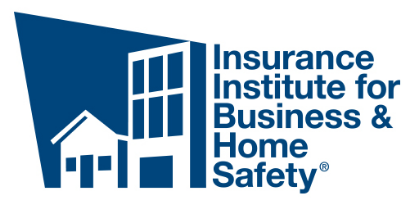 Insurance
Institute for
Business &
Home
Safety®